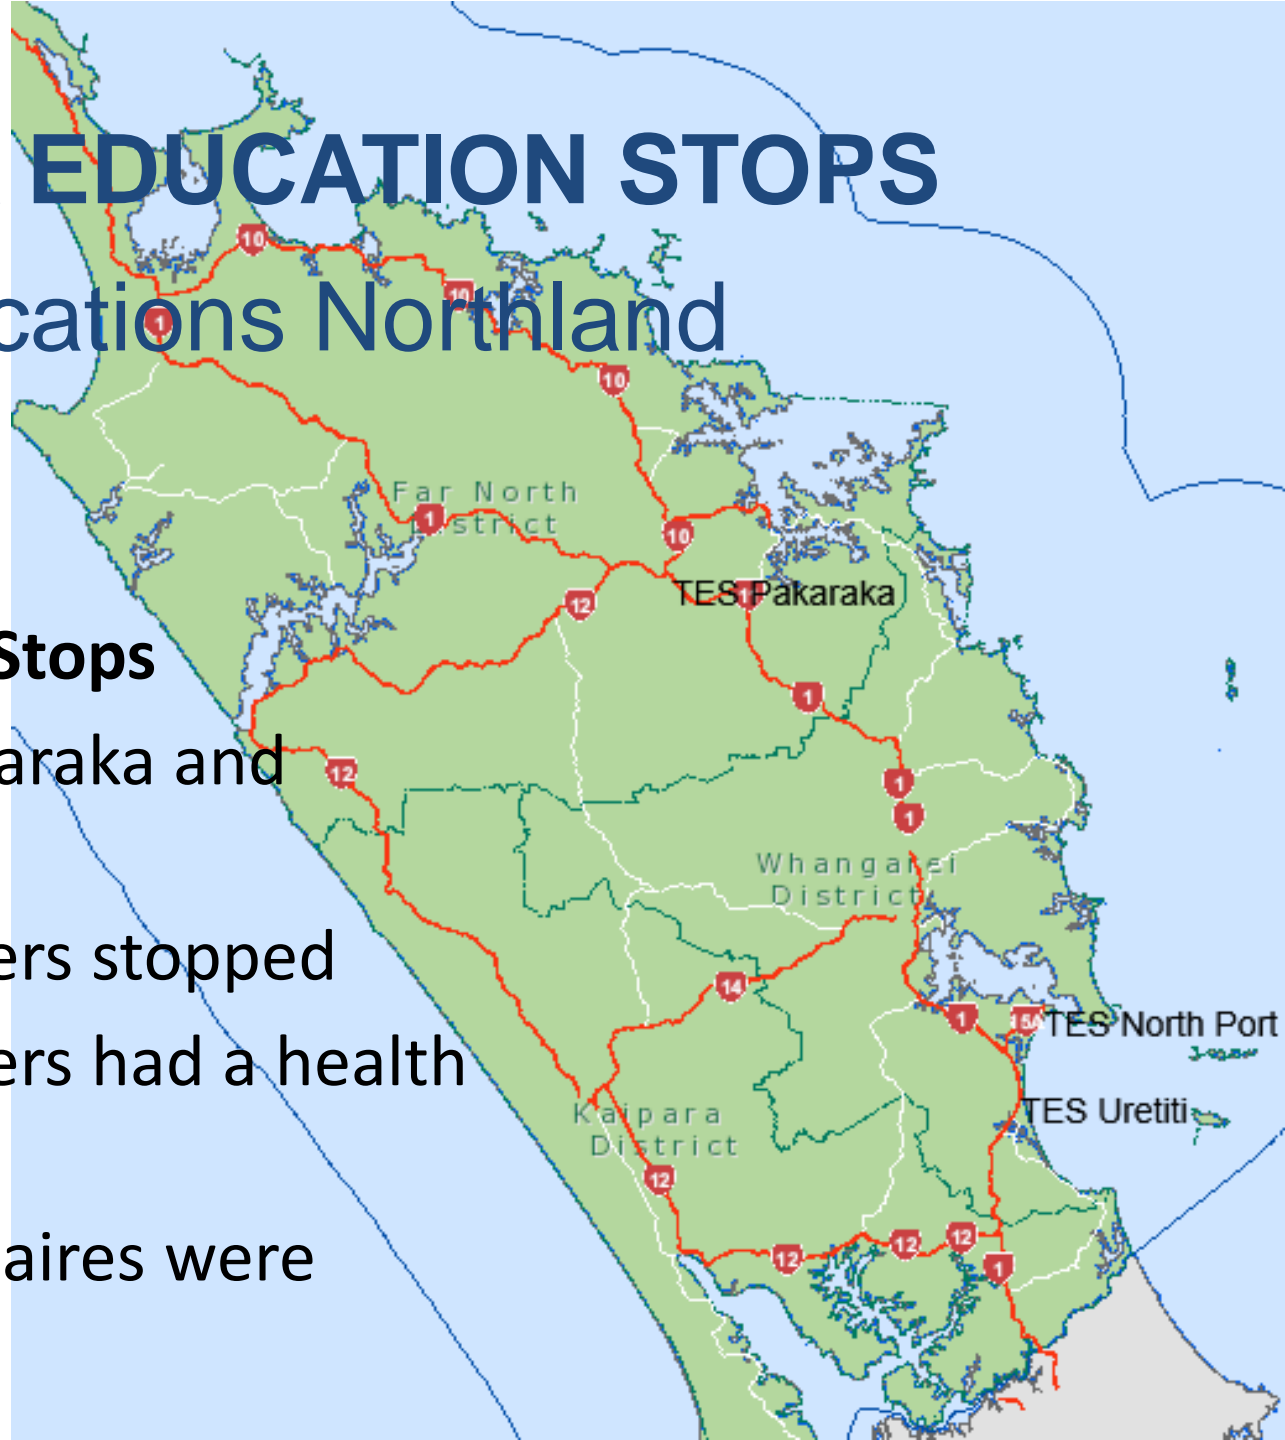 EDUCATION STOPS
cations Northland
10
10
1
10
Far North
District
1
10
12
TES Pakaraka
1
Stops
1
araka and
12
1
1
Whangarei
District
ers stopped
14
1
15A
TES North Port
ers had a health
Kaipara
District
TES Uretiti
12
12
12
12
1
aires were